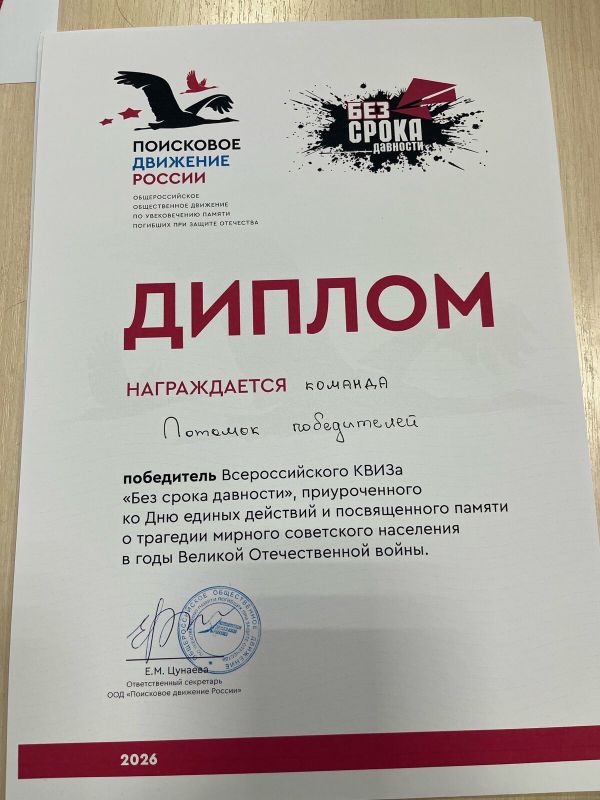 ПОИСКОВОЕ
ДВИЖЕНИЕ
РОССИИ
ОБЩЕРОССИЙСКОЕ
ОБЩЕСТВЕННОЕ ДВИЖЕНИЕ
ПО УВЕКОВЕЧЕНИЮ ПАМЯТИ
ПОГИБШИХ ПРИ ЗАЩИТЕ ОТЕЧЕСТВА
БЕЗ
СРОКА
ДАВНОСТИ
ДИПЛОМ
НАГРАЖДАЕТСЯ команда
Потомок победителей
победитель Всероссийского КВИЗа
«Без срока давности», приуроченного
ко Дню единых действий и посвященного памяти
о трагедии мирного советского населения
в годы Великой Отечественной войны.
Е.М. Цунаева
Ответственный секретарь
ООД «Поисковое движение России»
2026